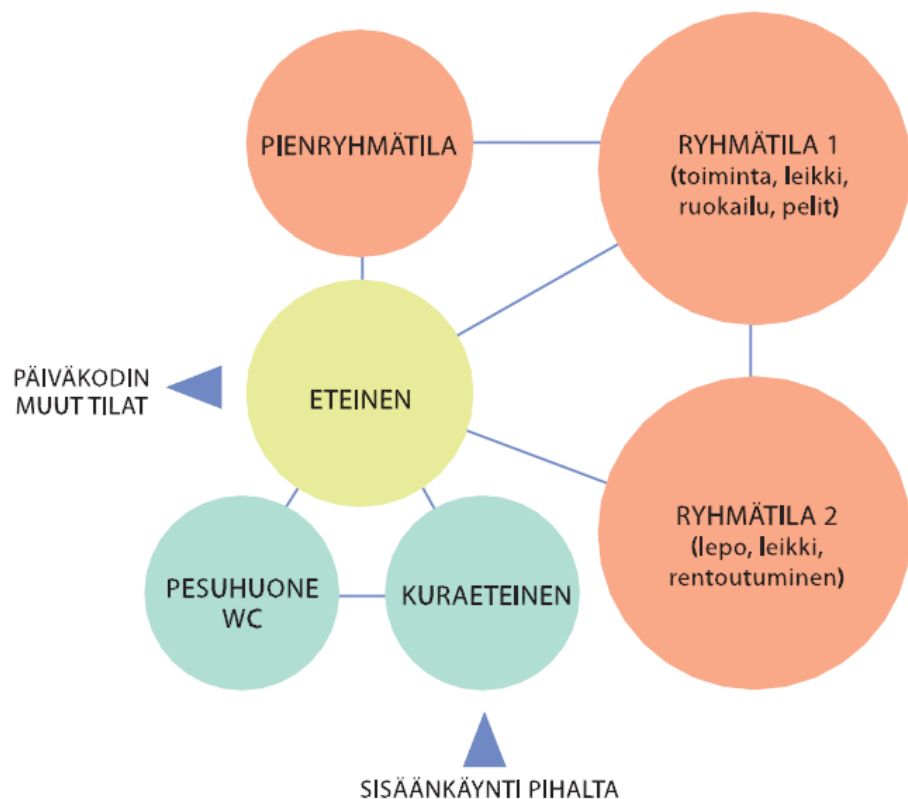 PIENRYHMÄTILA
RYHMÄTILA 1
(toiminta, leikki,
ruokailu, pelit)
PÄIVÄKODIN
MUUT TILAT
ETEINEN
RYHMÄTILA 2
(lepo, leikki,
rentoutuminen)
PESUHUONE
WC
KURAETEINEN
SISÄÄNKÄYNTI PIHALTA